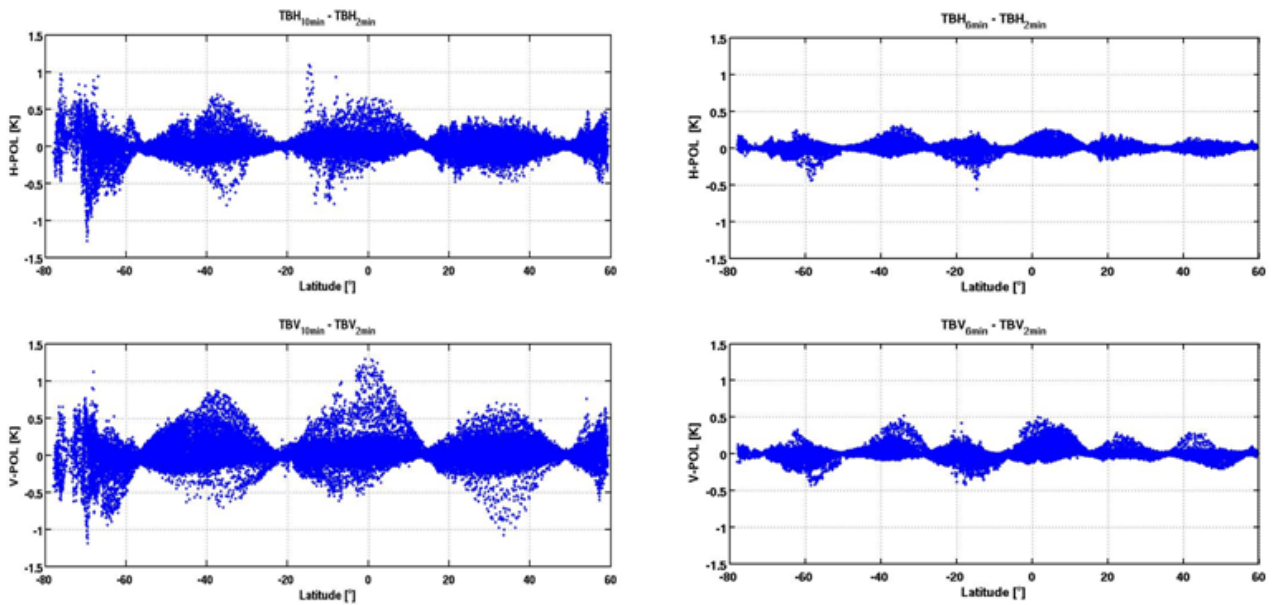 TBH10min - TBH2min
1.5
1
0.5
0
-0.5
-1
-1.5
H-POL [K]
-80 -60 -40 -20 0 20 40 60
Latitude [°]
TBH6min - TBH2min
1.5
1
0.5
0
-0.5
-1
-1.5
H-POL [K]
-80 -60 -40 -20 0 20 40 60
Latitude [°]
TBV10min - TBV2min
1.5
1
0.5
0
-0.5
-1
-1.5
V-POL [K]
-80 -60 -40 -20 0 20 40 60
Latitude [°]
TBV6min - TBV2min
1.5
1
0.5
0
-0.5
-1
-1.5
V-POL [K]
-80 -60 -40 -20 0 20 40 60
Latitude [°]